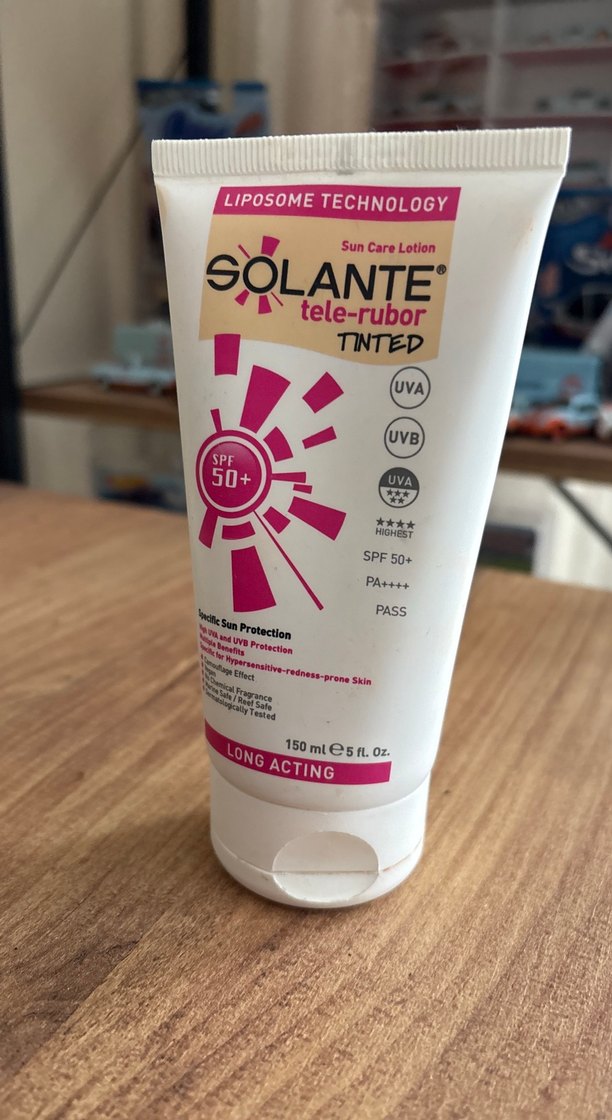 LIPOSOME TECHNOLOGY
Sun Care Lotion
SOLANTE®
tele-rubor
TINTED
UVA
UVB
UVA
★★★
★★
★★★★
HIGHEST
SPF 50+
PA++++
PASS
SPF
50+
Specific Sun Protection
High UVA and UVB Protection
Multiple Benefits
Specific for Hypersensitive-redness-prone Skin
Camouflage Effect
Chemical Fragrance
Safe / Reef Safe
Dermatologically Tested
150 ml ℮ 5 fl. Oz.
LONG ACTING